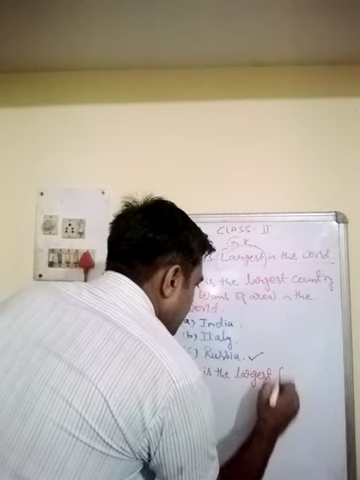 CLASS - II
G.K
Largest) in the world
is the largest country
terms of area) in the
world.
(a) India.
(b) Italy.
(c) Russia. ✓
is the largest